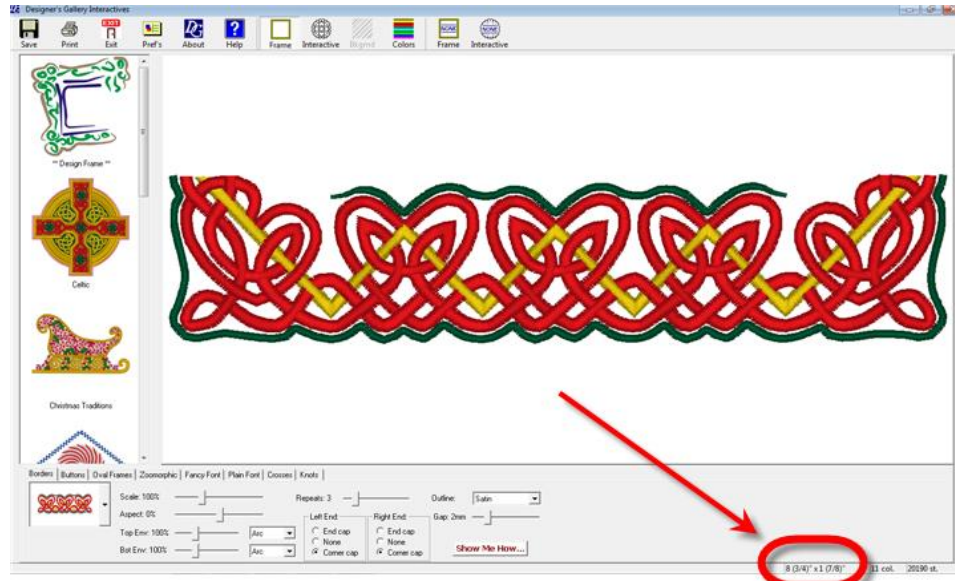 Designer's Gallery Interactives
Save Print Exit Pref's About Help Frame Interactive Bkgrnd Colors Frame Interactive
EXIT
NONE NONE
** Design Frame **
Celtic
Christmas Traditions
Borders Buttons Oval Frames Zoomorphic Fancy Font Plain Font Crosses Knots
Scale: 100% Repeats: 3 Outline: Satin
Aspect: 0% Left End: Right End: Gap: 2mm
Top Env: 100% Arc End cap End cap
None None
Bot Env: 100% Arc Corner cap Corner cap Show Me How...
8 (3/4)" x 1 (7/8)" 11 col. 20190 st.